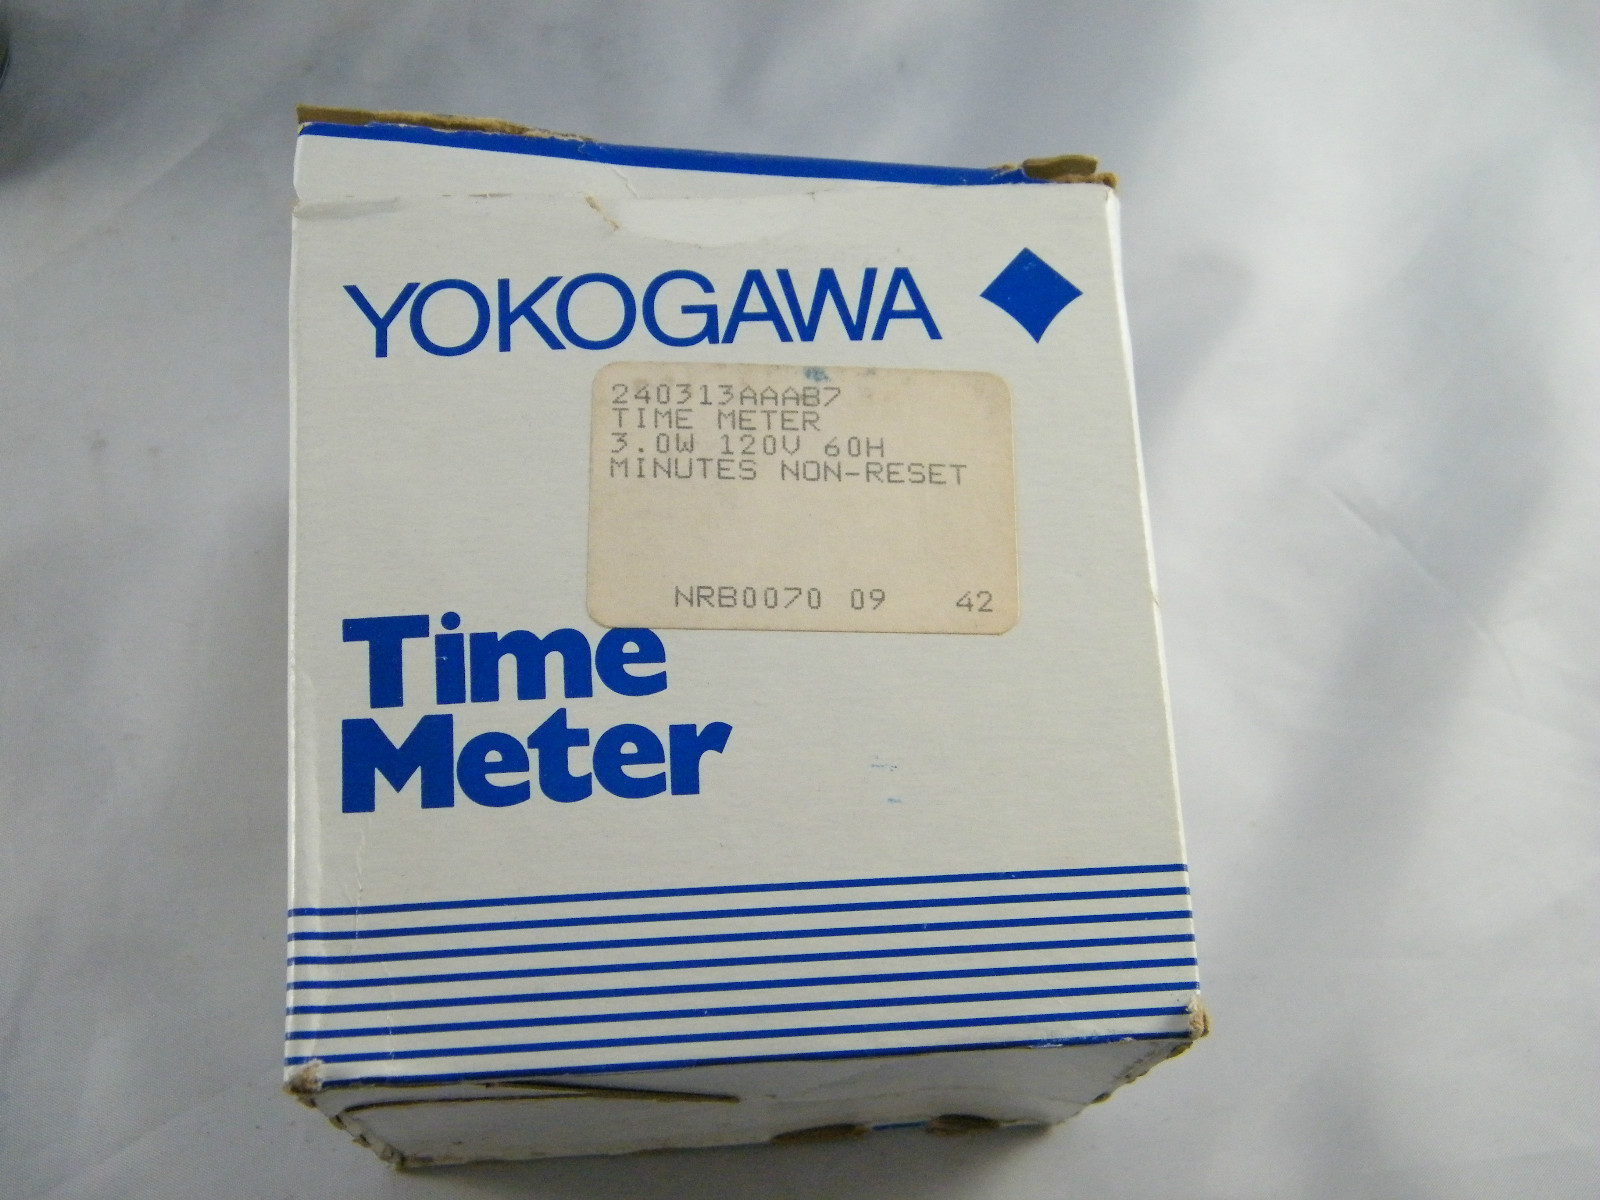 YOKOGAWA
240313AAAB7
TIME METER
3.0W 120V 60H
MINUTES NON-RESET
NRB0070 09 42
Time
Meter